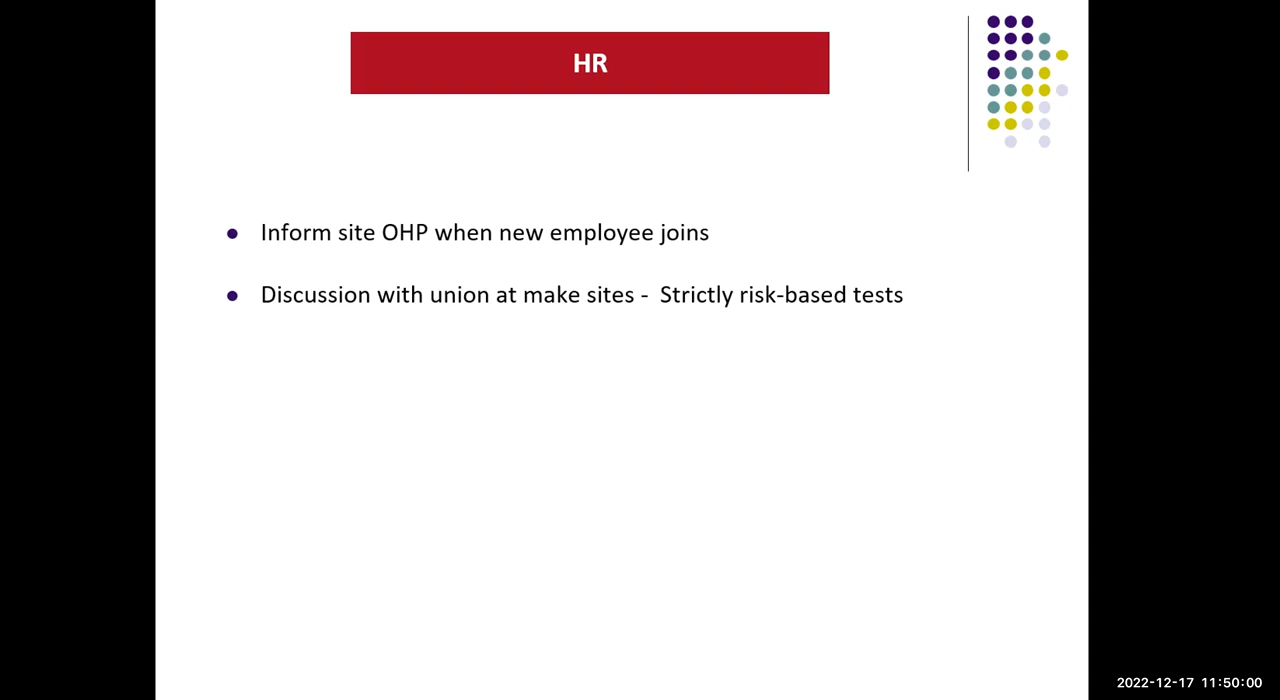 HR
Inform site OHP when new employee joins
Discussion with union at make sites -  Strictly risk-based tests
2022-12-17 11:50:00